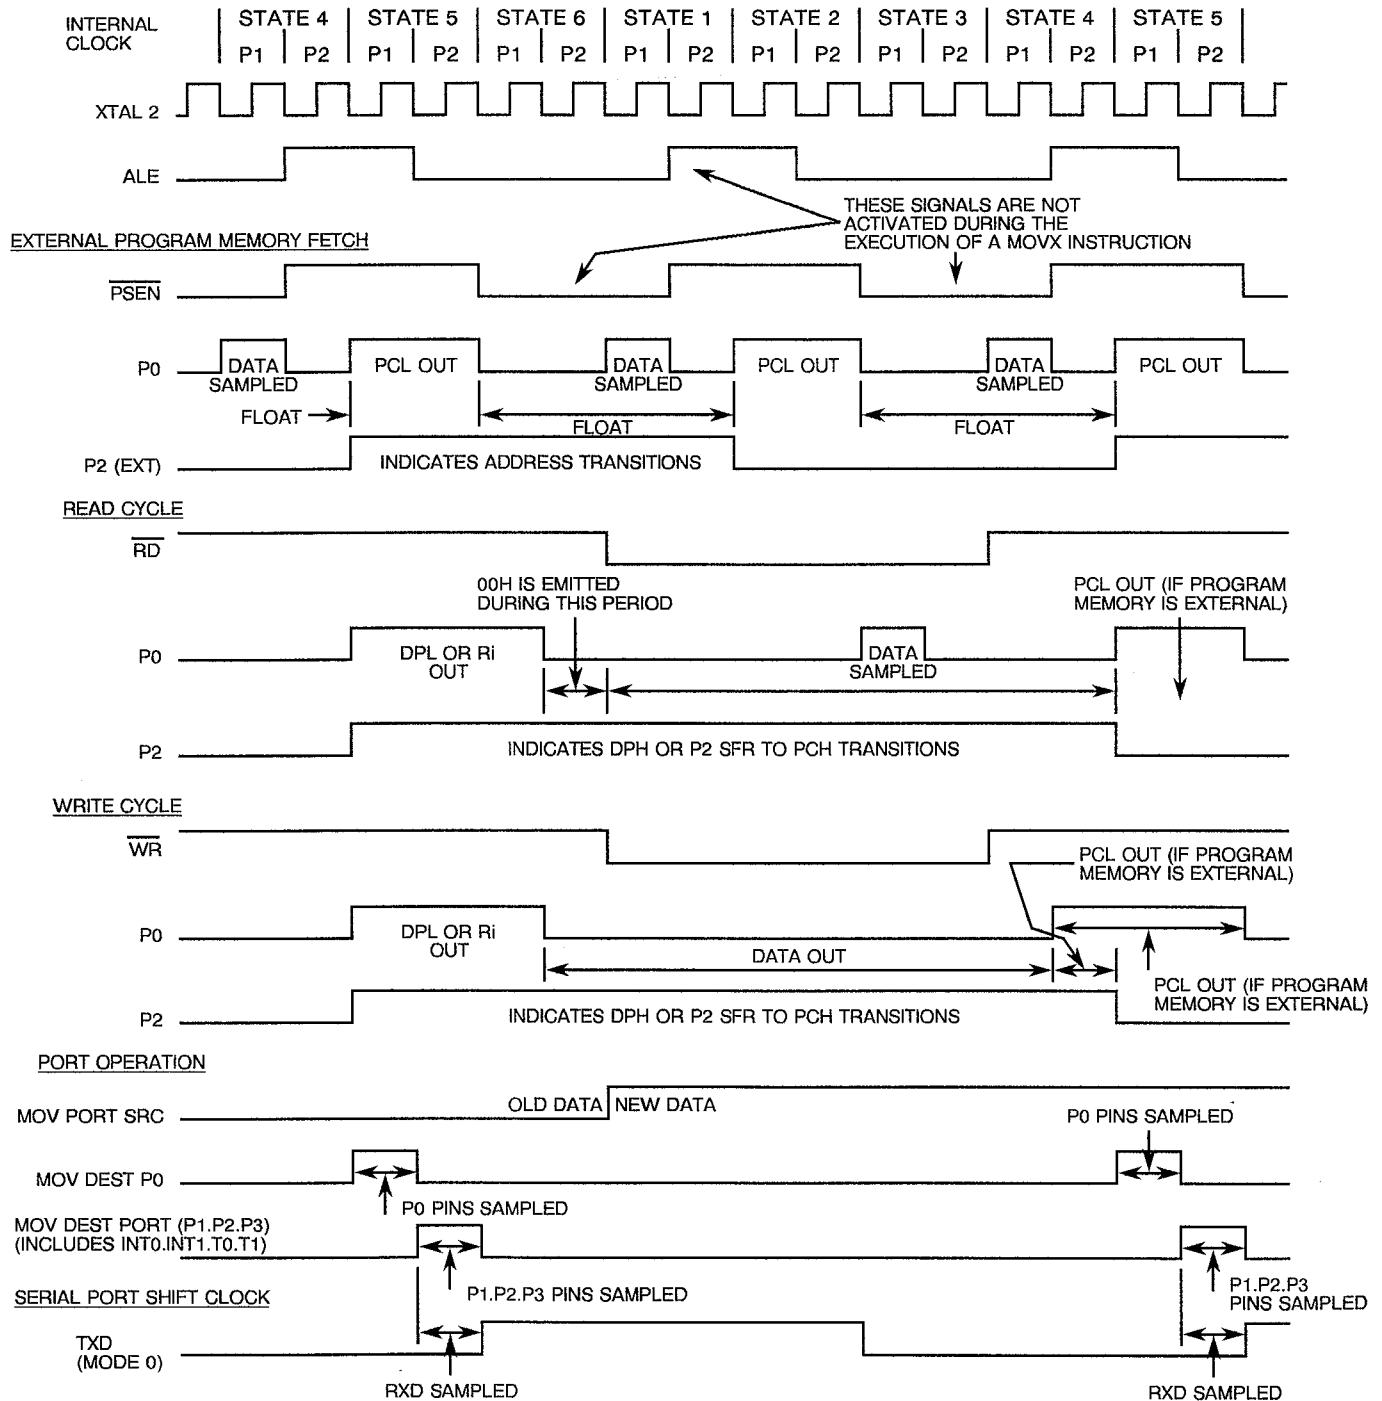 INTERNAL
CLOCK
STATE 4 STATE 5 STATE 6 STATE 1 STATE 2 STATE 3 STATE 4 STATE 5
P1 P2 P1 P2 P1 P2 P1 P2 P1 P2 P1 P2 P1 P2 P1 P2
XTAL 2
ALE
THESE SIGNALS ARE NOT
ACTIVATED DURING THE
EXECUTION OF A MOVX INSTRUCTION
EXTERNAL PROGRAM MEMORY FETCH
PSEN
P0
DATA
SAMPLED
PCL OUT
DATA
SAMPLED
PCL OUT
DATA
SAMPLED
PCL OUT
FLOAT
FLOAT
FLOAT
P2 (EXT)
INDICATES ADDRESS TRANSITIONS
READ CYCLE
RD
00H IS EMITTED
DURING THIS PERIOD
PCL OUT (IF PROGRAM
MEMORY IS EXTERNAL)
P0
DPL OR Ri
OUT
DATA
SAMPLED
P2
INDICATES DPH OR P2 SFR TO PCH TRANSITIONS
WRITE CYCLE
WR
PCL OUT (IF PROGRAM
MEMORY IS EXTERNAL)
P0
DPL OR Ri
OUT
DATA OUT
PCL OUT (IF PROGRAM
MEMORY IS EXTERNAL)
P2
INDICATES DPH OR P2 SFR TO PCH TRANSITIONS
PORT OPERATION
MOV PORT SRC
OLD DATA NEW DATA
P0 PINS SAMPLED
MOV DEST P0
P0 PINS SAMPLED
MOV DEST PORT (P1.P2.P3)
(INCLUDES INT0.INT1.T0.T1)
P1.P2.P3 PINS SAMPLED
P1.P2.P3
PINS SAMPLED
SERIAL PORT SHIFT CLOCK
TXD
(MODE 0)
RXD SAMPLED
RXD SAMPLED